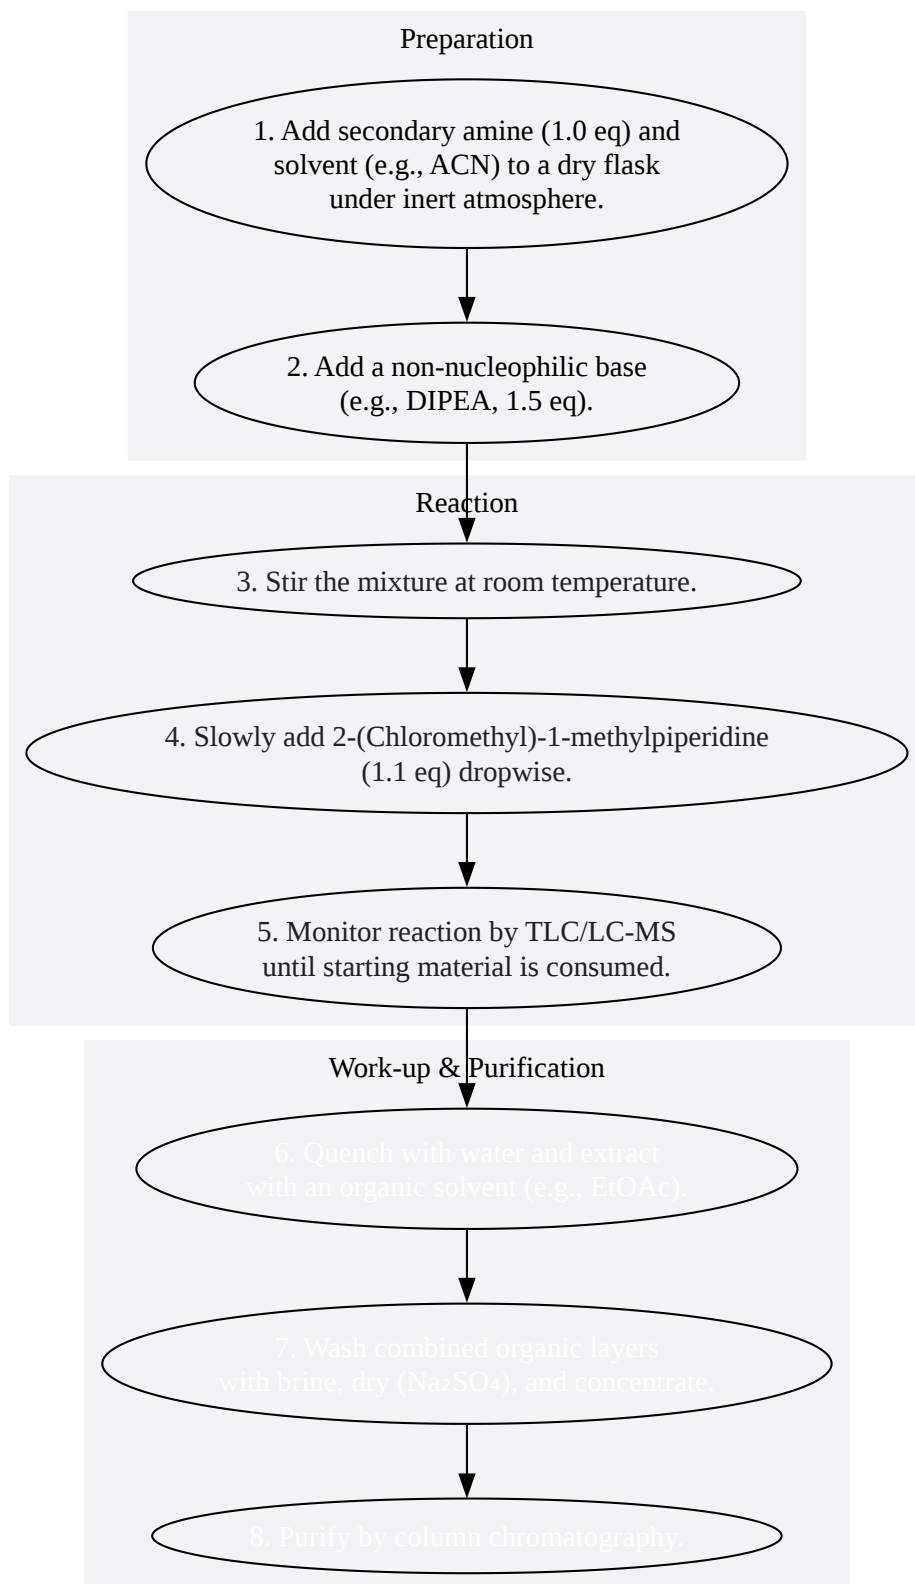 Preparation
1. Add secondary amine (1.0 eq) and
solvent (e.g., ACN) to a dry flask
under inert atmosphere.
2. Add a non-nucleophilic base
(e.g., DIPEA, 1.5 eq).
Reaction
3. Stir the mixture at room temperature.
4. Slowly add 2-(Chloromethyl)-1-methylpiperidine
(1.1 eq) dropwise.
5. Monitor reaction by TLC/LC-MS
until starting material is consumed.
Work-up & Purification
6. Quench with water and extract
with an organic solvent (e.g., EtOAc).
7. Wash combined organic layers
with brine, dry (Na₂SO₄), and concentrate.
8. Purify by column chromatography.